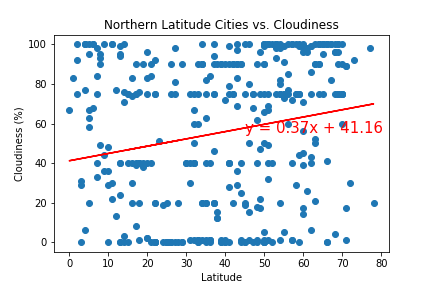 Northern Latitude Cities vs. Cloudiness
100
80
60
40
20
0
Cloudiness (%)
y = 0.37x + 41.16
0 10 20 30 40 50 60 70 80
Latitude